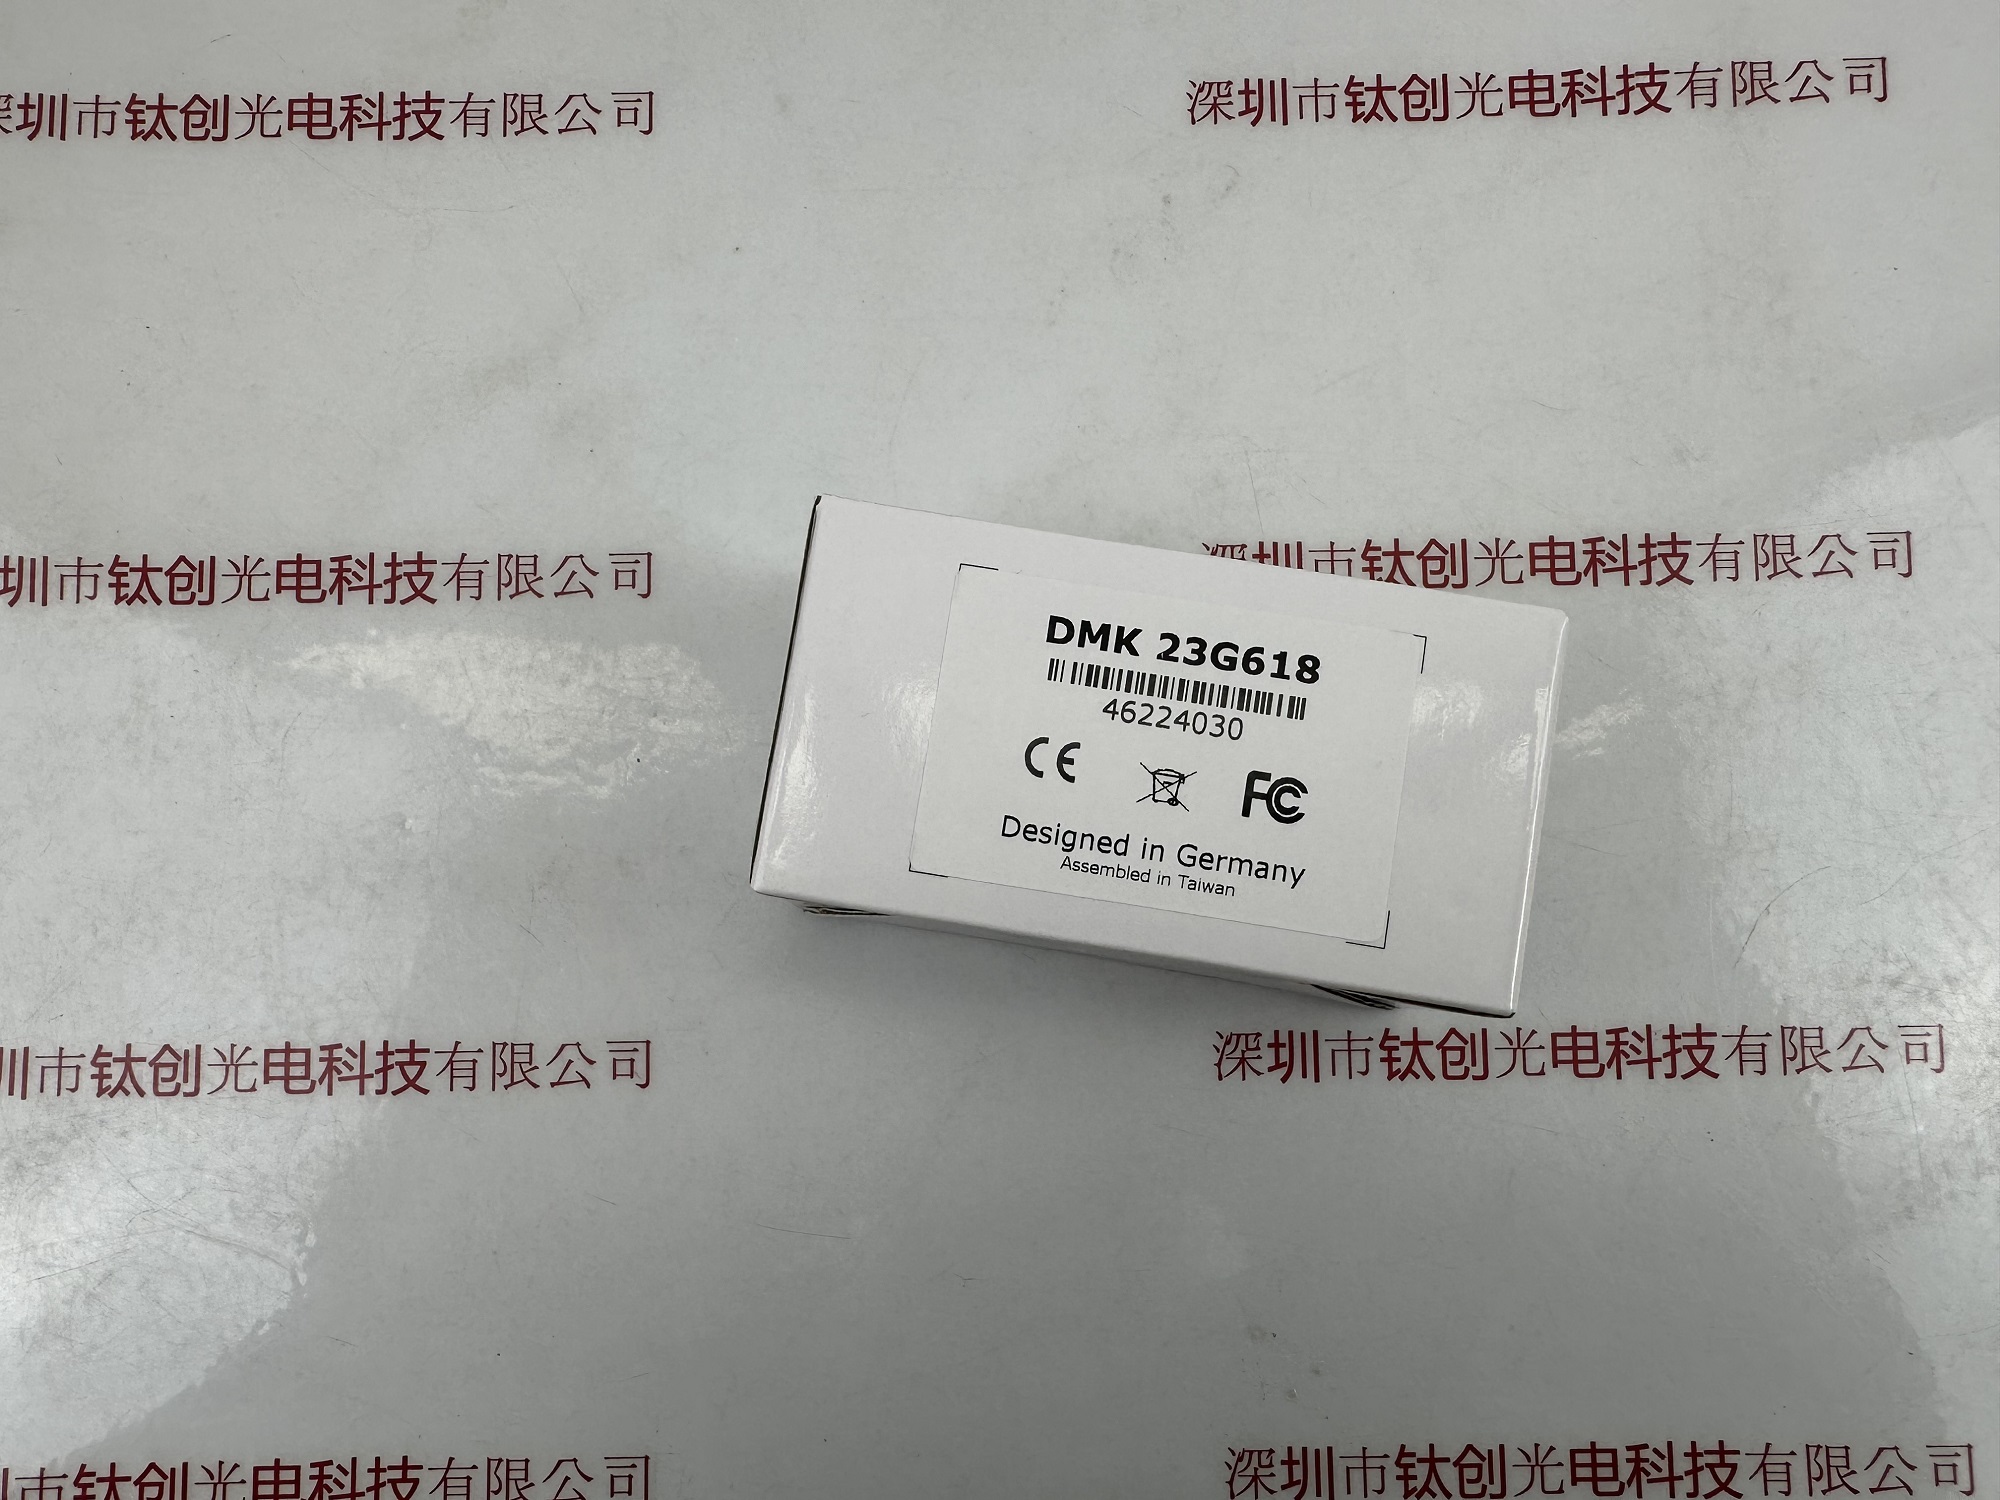 深圳市钛创光电科技有限公司
深圳市钛创光电科技有限公司
圳市钛创光电科技有限公司
深圳市钛创光电科技有限公司
DMK 23G618
46224030
CE
FC
Designed in Germany
Assembled in Taiwan
圳市钛创光电科技有限公司
深圳市钛创光电科技有限公司
市钛创光电科技有限公司
深圳市钛创光电科技有限公司